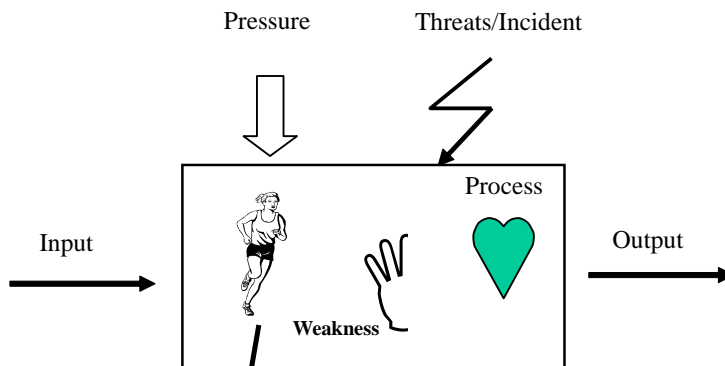 Pressure
Threats/Incident
Process
Input
Output
Weakness